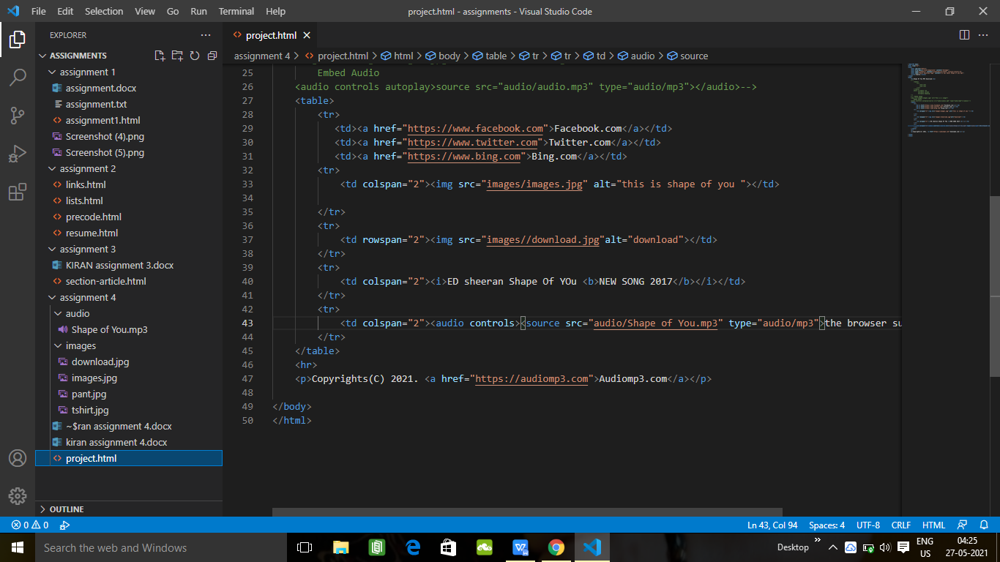 File Edit Selection View Go Run Terminal Help project.html - assignments - Visual Studio Code
EXPLORER
ASSIGNMENTS
assignment 1
assignment.docx
assignment.txt
assignment1.html
Screenshot (4).png
Screenshot (5).png
assignment 2
links.html
lists.html
precode.html
resume.html
assignment 3
KIRAN assignment 3.docx
section-article.html
assignment 4
audio
Shape of You.mp3
images
download.jpg
images.jpg
pant.jpg
tshirt.jpg
~$ran assignment 4.docx
kiran assignment 4.docx
project.html
OUTLINE
project.html
assignment 4 > project.html > html > body > table > tr > tr > td > audio > source
25 Embed Audio
26 <audio controls autoplay>source src="audio/audio.mp3" type="audio/mp3"></audio>-->
27 <table>
28 <tr>
29 <td><a href="https://www.facebook.com">Facebook.com</a></td>
30 <td><a href="https://www.twitter.com">Twitter.com</a></td>
31 <td><a href="https://www.bing.com">Bing.com</a></td>
32 <tr>
33 <td colspan="2"><img src="images/images.jpg" alt="this is shape of you "></td>
34
35 </tr>
36 <tr>
37 <td rowspan="2"><img src="images//download.jpg"alt="download"></td>
38 </tr>
39 <tr>
40 <td colspan="2"><i>ED sheeran Shape Of YOu <b>NEW SONG 2017</b></i></td>
41 </tr>
42 <tr>
43 <td colspan="2"><audio controls><source src="audio/Shape of You.mp3" type="audio/mp3">the browser su
44 </tr>
45 </table>
46 <hr>
47 <p>Copyrights(C) 2021. <a href="https://audiomp3.com">Audiomp3.com</a></p>
48
49 </body>
50 </html>
0 0 Ln 43, Col 94 Spaces: 4 UTF-8 CRLF HTML
Search the web and Windows
Desktop
ENG
US
04:25
27-05-2021